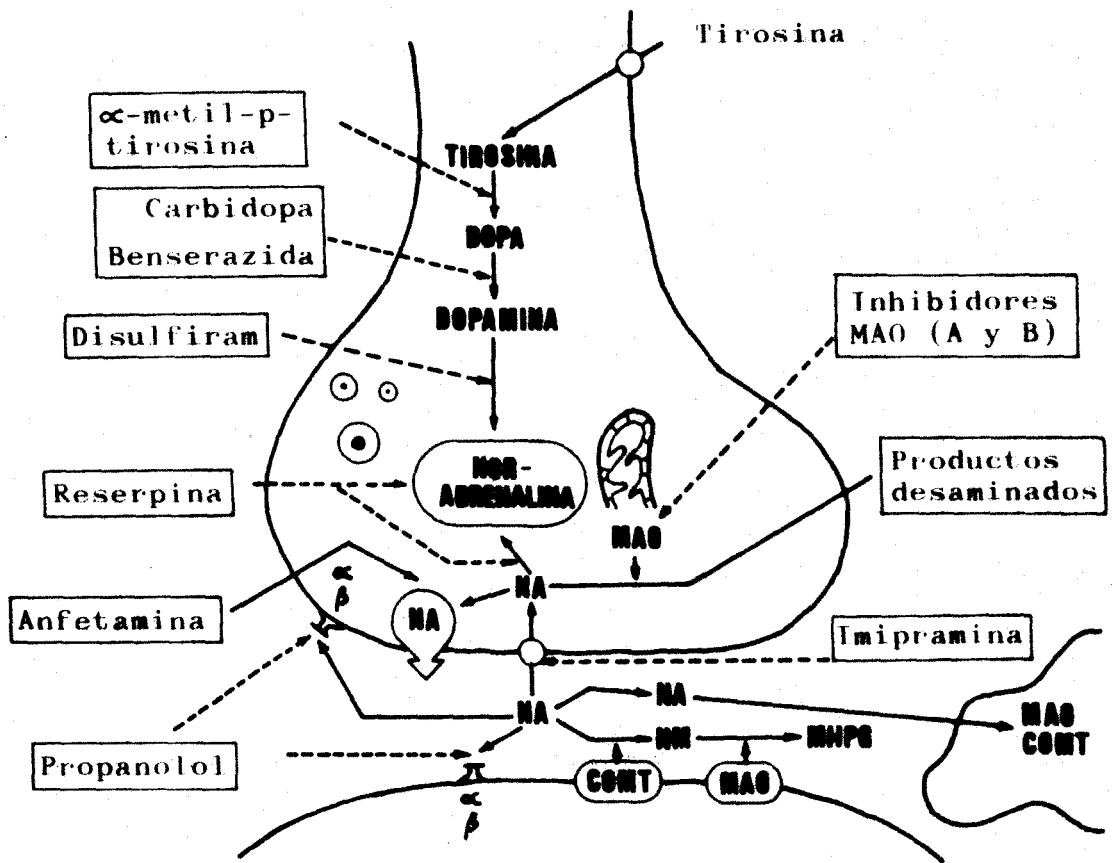 Tirosina
∝-metil-p-
tirosina
TIROSINA
Carbidopa
Benserazida
DOPA
DOPAMINA
Inhibidores
MAO (A y B)
Disulfiram
Productos
desaminados
NOR-
ADRENALINA
Reserpina
MAO
NA
∝
β
NA
Anfetamina
Imipramina
NA
NA
NM
MHPG
MAO
COMT
Propanolol
COMT
MAO
∝
β